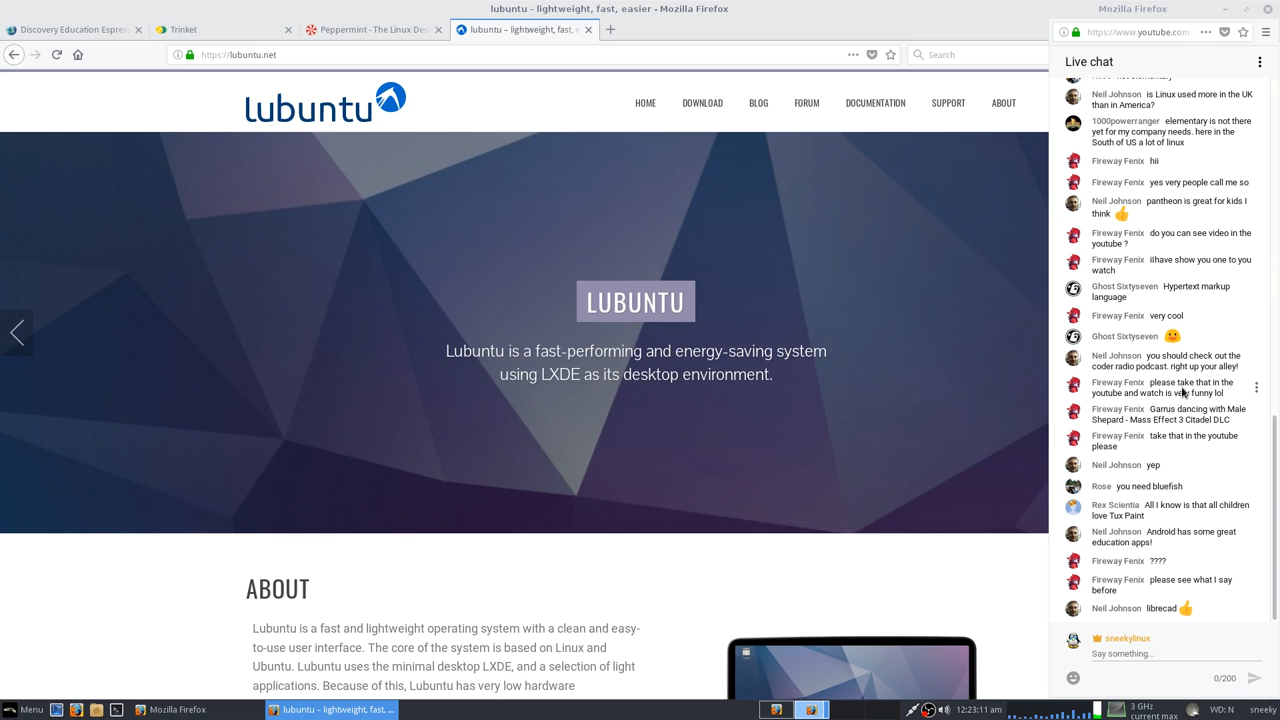 lubuntu - lightweight, fast, easier - Mozilla Firefox
Mozilla Firefox
Discovery Education Espres
Trinket
Peppermint - The Linux Des
lubuntu – lightweight, fast, e
https://lubuntu.net
Search
https://www.youtube.com
lubuntu
HOME
DOWNLOAD
BLOG
FORUM
DOCUMENTATION
SUPPORT
ABOUT
LUBUNTU
Lubuntu is a fast-performing and energy-saving system
using LXDE as its desktop environment.
ABOUT
Lubuntu is a fast and lightweight operating system with a clean and easy-
to-use user interface. The core of the system is based on Linux and
Ubuntu. Lubuntu uses the minimal desktop LXDE, and a selection of light
applications. Because of this, Lubuntu has very low hardware
Live chat
Neil Johnson is Linux used more in the UK
than in America?
1000powerranger elementary is not there
yet for my company needs. here in the
South of US a lot of linux
Fireway Fenix hii
Fireway Fenix yes very people call me so
Neil Johnson pantheon is great for kids I
think 👍
Fireway Fenix do you can see video in the
youtube ?
Fireway Fenix iIhave show you one to you
watch
Ghost Sixtyseven Hypertext markup
language
Fireway Fenix very cool
Ghost Sixtyseven
Neil Johnson you should check out the
coder radio podcast. right up your alley!
Fireway Fenix please take that in the
youtube and watch is very funny lol
Fireway Fenix Garrus dancing with Male
Shepard - Mass Effect 3 Citadel DLC
Fireway Fenix take that in the youtube
please
Neil Johnson yep
Rose you need bluefish
Rex Scientia All I know is that all children
love Tux Paint
Neil Johnson Android has some great
education apps!
Fireway Fenix ????
Fireway Fenix please see what I say
before
Neil Johnson librecad 👍
sneekylinux
Say something...
0/200
Menu
Mozilla Firefox
lubuntu – lightweight, fast, ...
12:23:11 am
3 GHz
current max
WD: N
sneeky